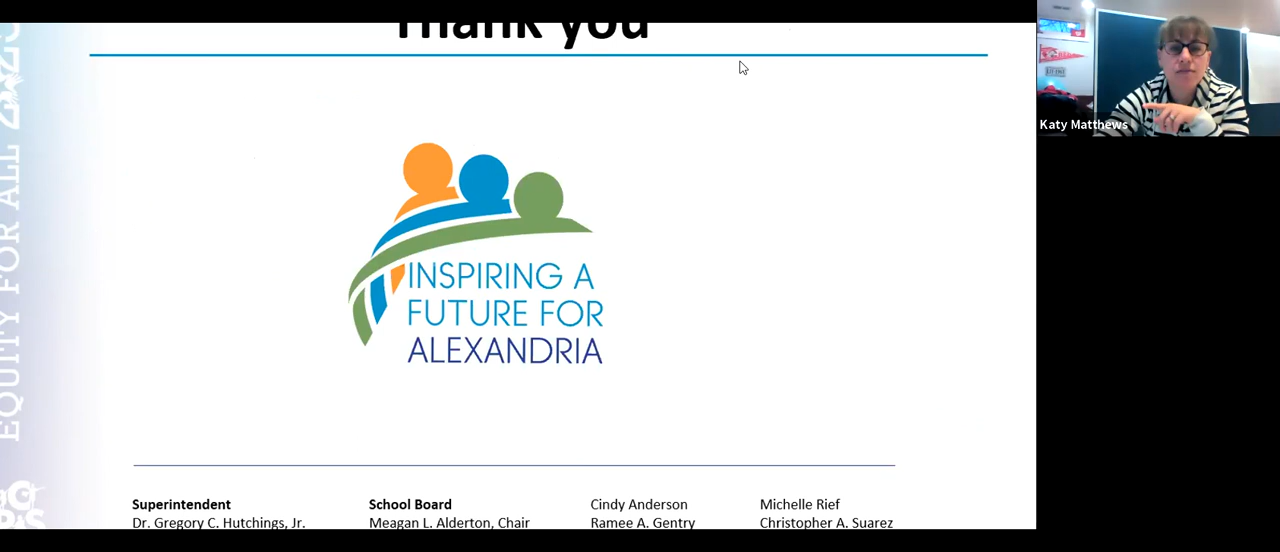 Thank you
EQUITY FOR ALL 2025
INSPIRING A
FUTURE FOR
ALEXANDRIA
Superintendent
Dr. Gregory C. Hutchings, Jr.
School Board
Meagan L. Alderton, Chair
Cindy Anderson
Ramee A. Gentry
Michelle Rief
Christopher A. Suarez
Katy Matthews